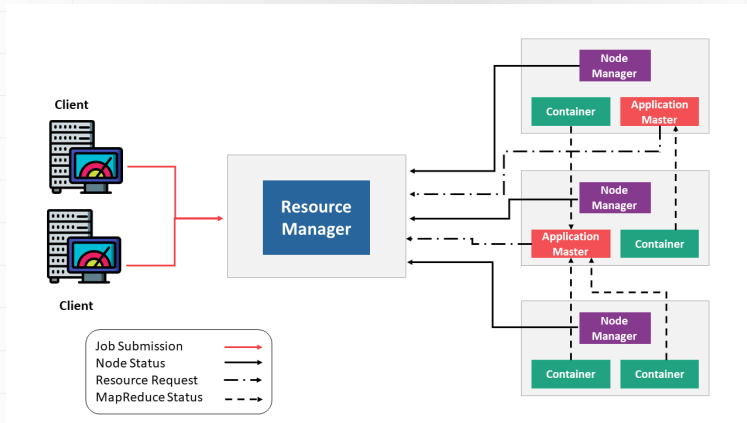 Client
Client
Resource
Manager
Node
Manager
Container
Application
Master
Node
Manager
Application
Master
Container
Node
Manager
Container
Container
Job Submission
Node Status
Resource Request
MapReduce Status